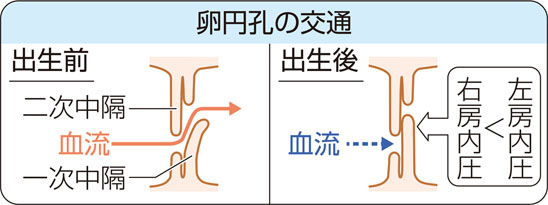 卵円孔の交通
出生前
二次中隔
血流
一次中隔
出生後
血流
左房内圧
>
右房内圧